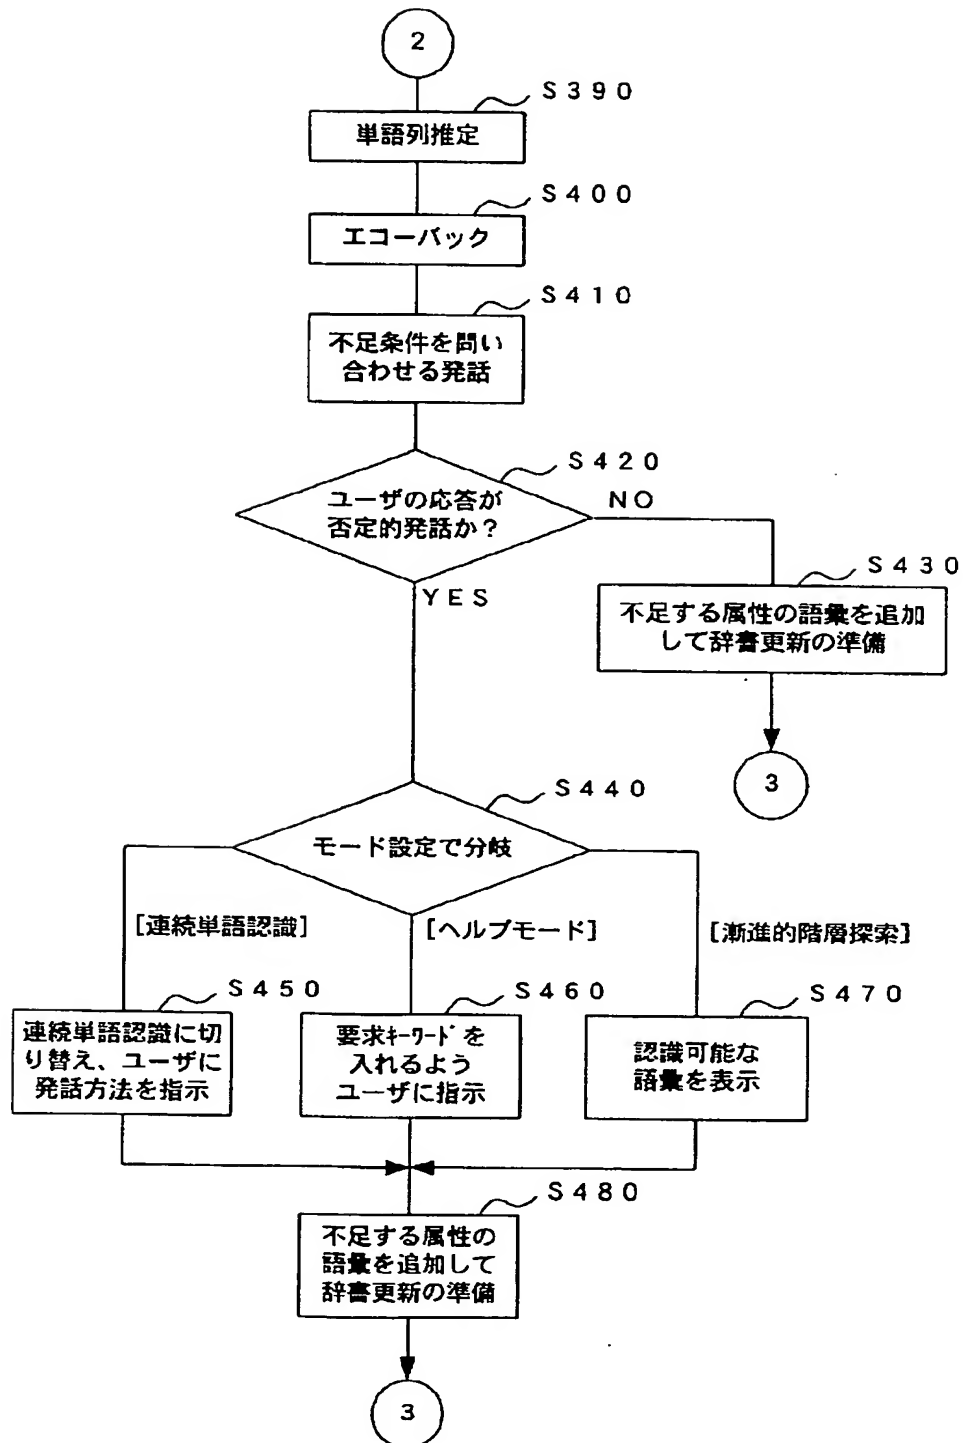 2
S390
単語列推定
S400
エコーバック
S410
不足条件を問い
合わせる発話
S420
ユーザの応答が
否定的発話か?
NO
YES
S430
不足する属性の語彙を追加
して辞書更新の準備
3
S440
モード設定で分岐
[連続単語認識]
[ヘルプモード]
[漸進的階層探索]
S450
連続単語認識に切
り替え、ユーザに
発話方法を指示
S460
要求ｷｰﾜｰﾄﾞを
入れるよう
ユーザに指示
S470
認識可能な
語彙を表示
S480
不足する属性の
語彙を追加して
辞書更新の準備
3